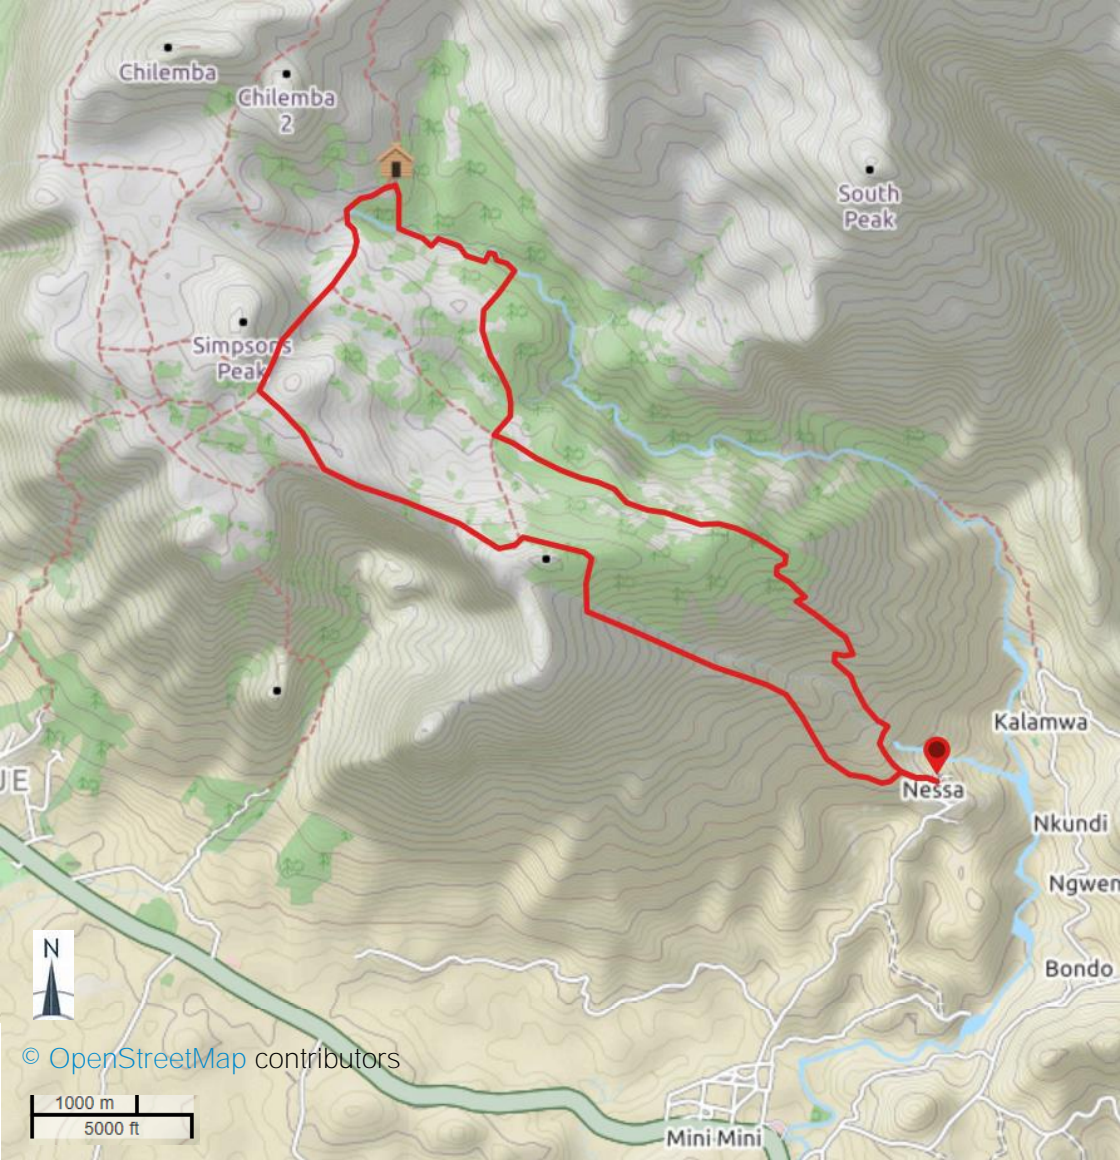 Chilemba
Chilemba
2
South
Peak
Simpsons
Peak
Kalamwa
JE
Nessa
Nkundi
Ngwen
N
Bondo
© OpenStreetMap contributors
1000 m
5000 ft
Mini Mini